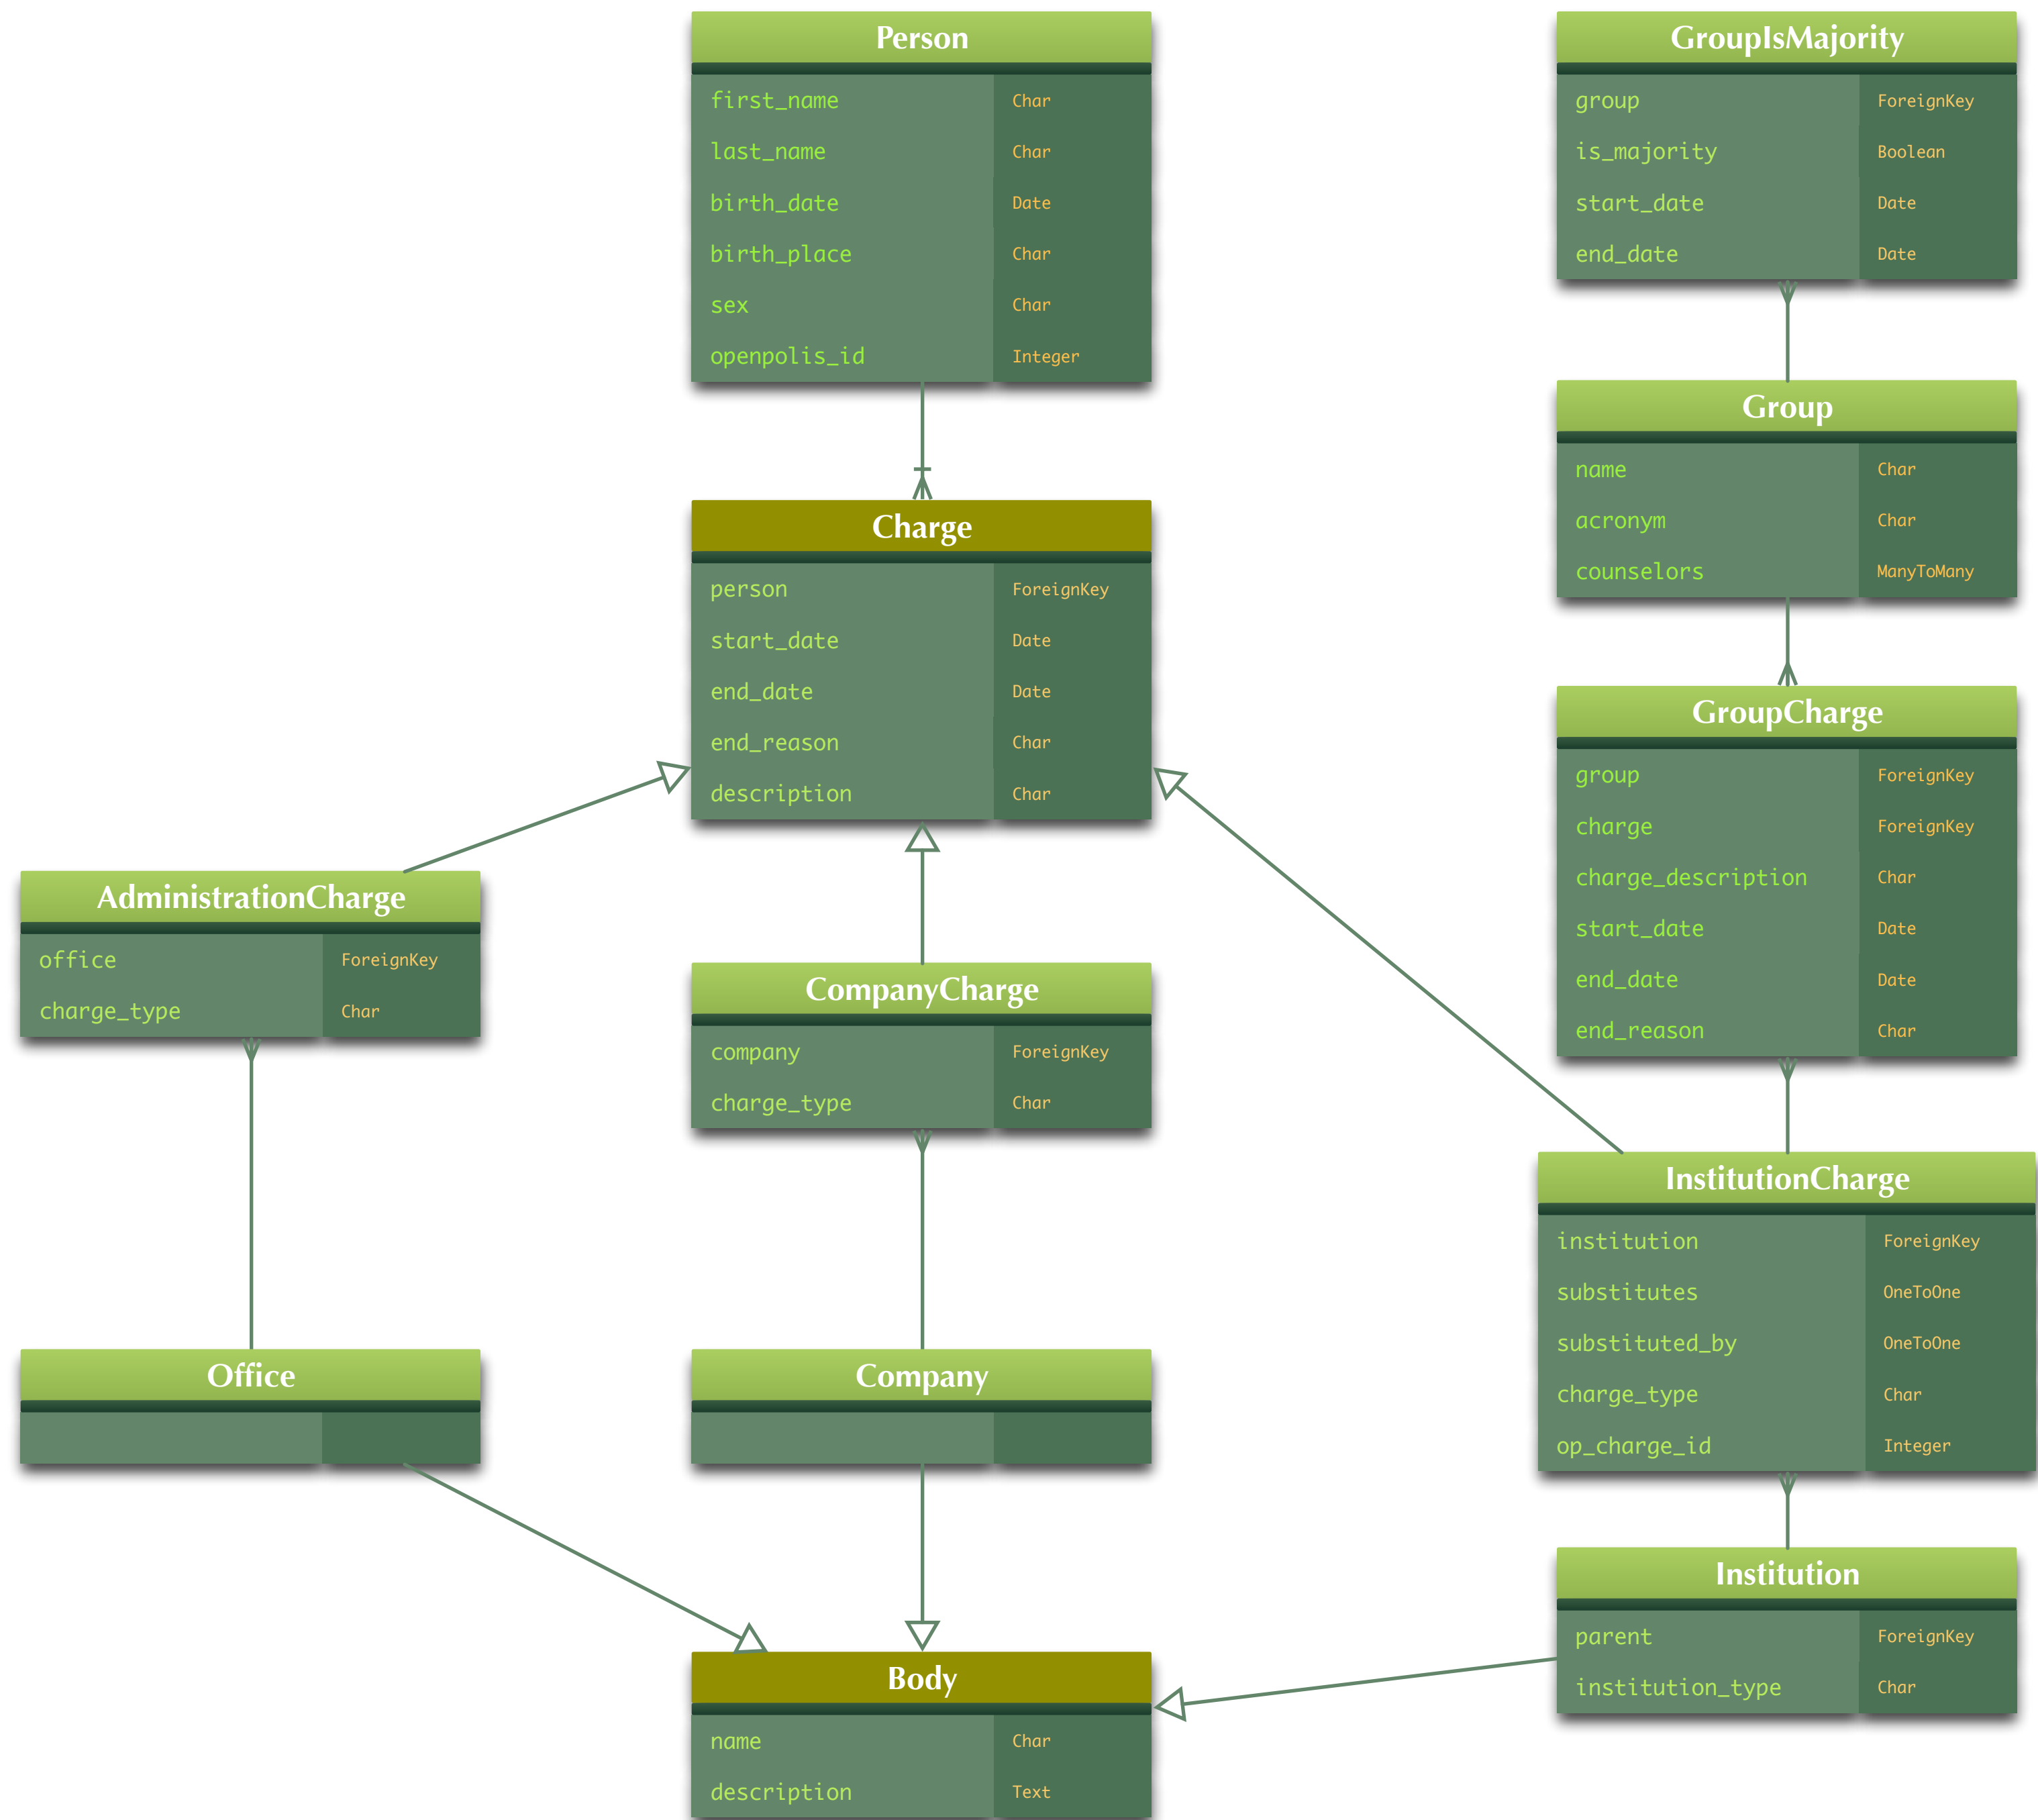 Person
first_name Char
last_name Char
birth_date Date
birth_place Char
sex Char
openpolis_id Integer
GroupIsMajority
group ForeignKey
is_majority Boolean
start_date Date
end_date Date
Group
name Char
acronym Char
counselors ManyToMany
Charge
person ForeignKey
start_date Date
end_date Date
end_reason Char
description Char
GroupCharge
group ForeignKey
charge ForeignKey
charge_description Char
start_date Date
end_date Date
end_reason Char
AdministrationCharge
office ForeignKey
charge_type Char
CompanyCharge
company ForeignKey
charge_type Char
InstitutionCharge
institution ForeignKey
substitutes OneToOne
substituted_by OneToOne
charge_type Char
op_charge_id Integer
Office
Company
Institution
parent ForeignKey
institution_type Char
Body
name Char
description Text